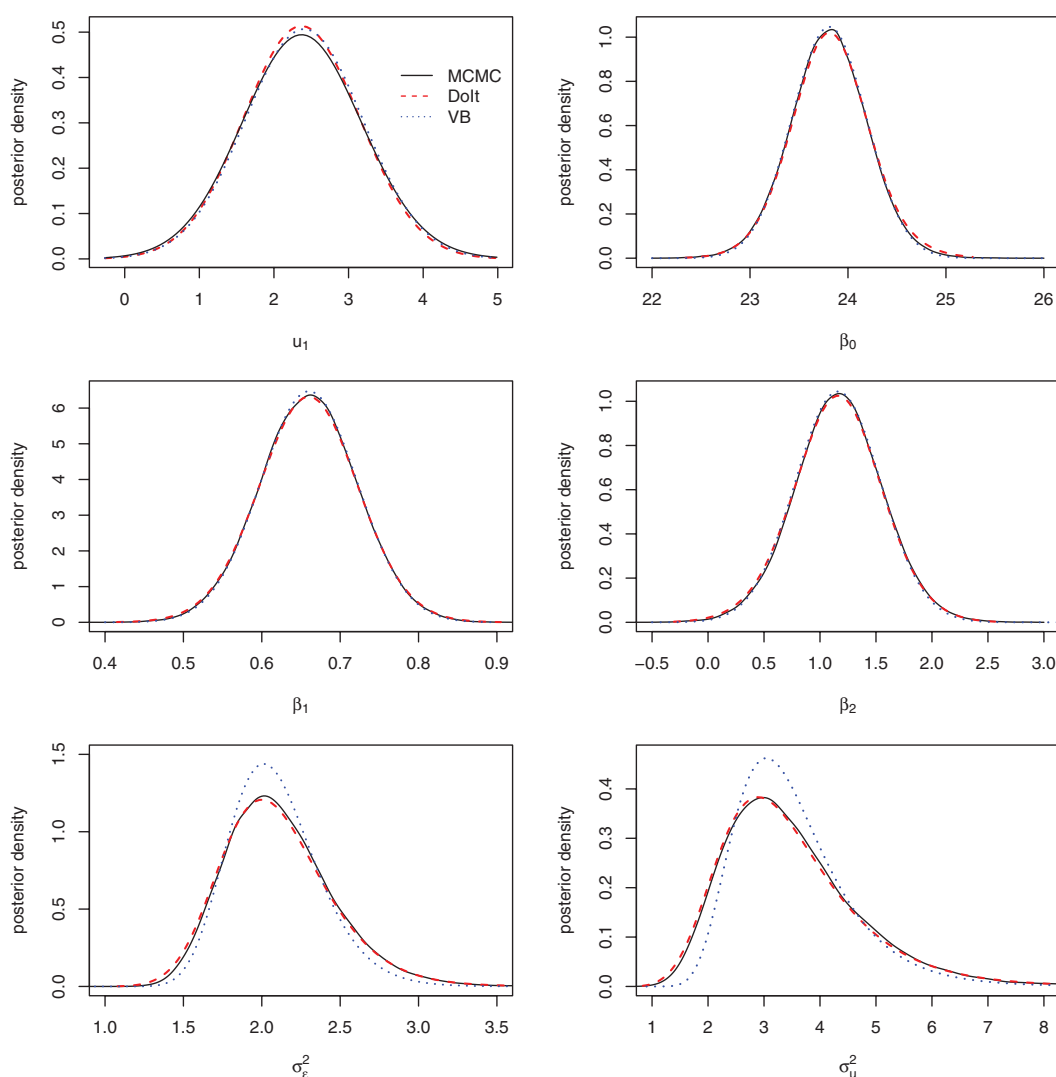 posterior density
0.0 0.1 0.2 0.3 0.4 0.5
MCMC
DoIt
VB
0 1 2 3 4 5
u1
posterior density
0.0 0.2 0.4 0.6 0.8 1.0
22 23 24 25 26
β0
posterior density
0 1 2 3 4 5 6
0.4 0.5 0.6 0.7 0.8 0.9
β1
posterior density
0.0 0.2 0.4 0.6 0.8 1.0
−0.5 0.0 0.5 1.0 1.5 2.0 2.5 3.0
β2
posterior density
0.0 0.5 1.0 1.5
1.0 1.5 2.0 2.5 3.0 3.5
σ²ε
posterior density
0.0 0.1 0.2 0.3 0.4
1 2 3 4 5 6 7 8
σ²u